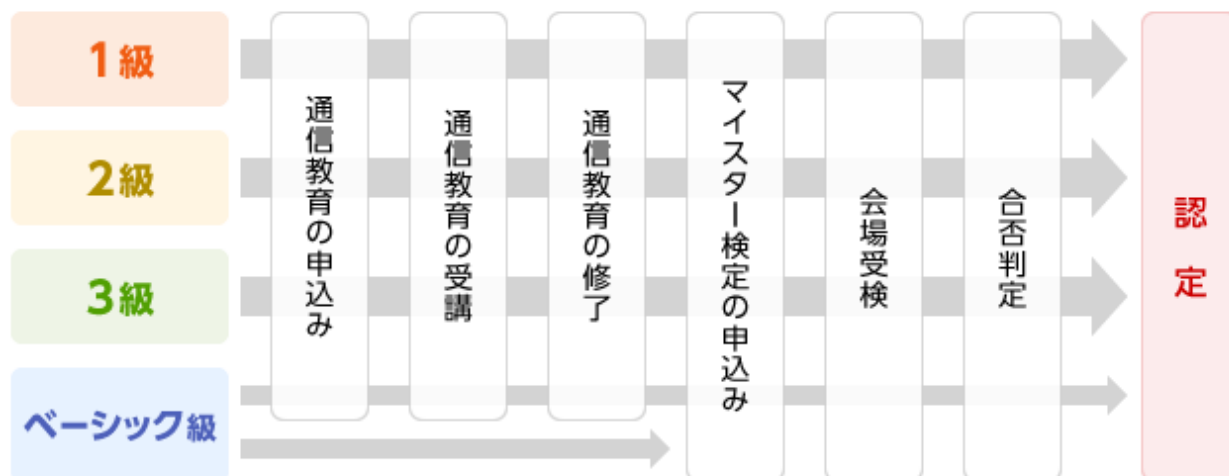 1級
2級
3級
ベーシック級
通信教育の申込み
通信教育の受講
通信教育の修了
マイスター検定の申込み
会場受検
合否判定
認定